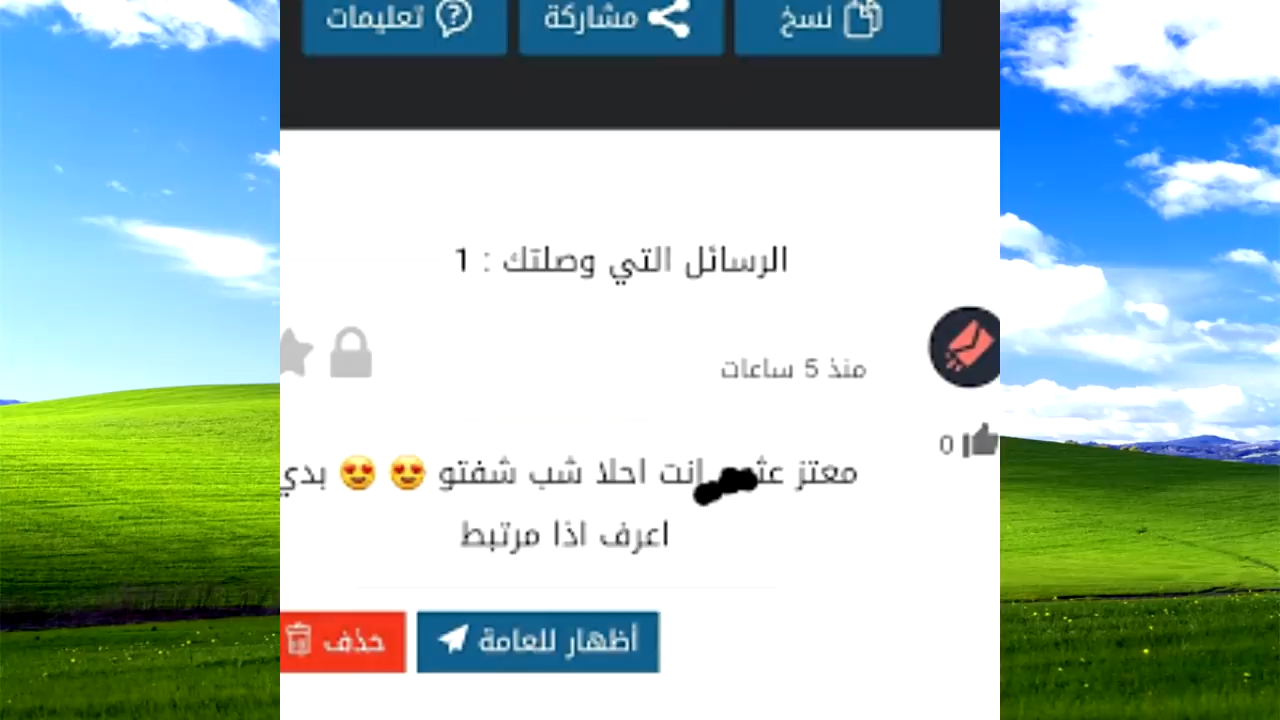 نسخ
مشاركة
تعليمات
الرسائل التي وصلتك : 1
منذ 5 ساعات
0
معتز انت احلا شب شفتو 😍 😍 بدي
اعرف اذا مرتبط
أظهار للعامة
حذف